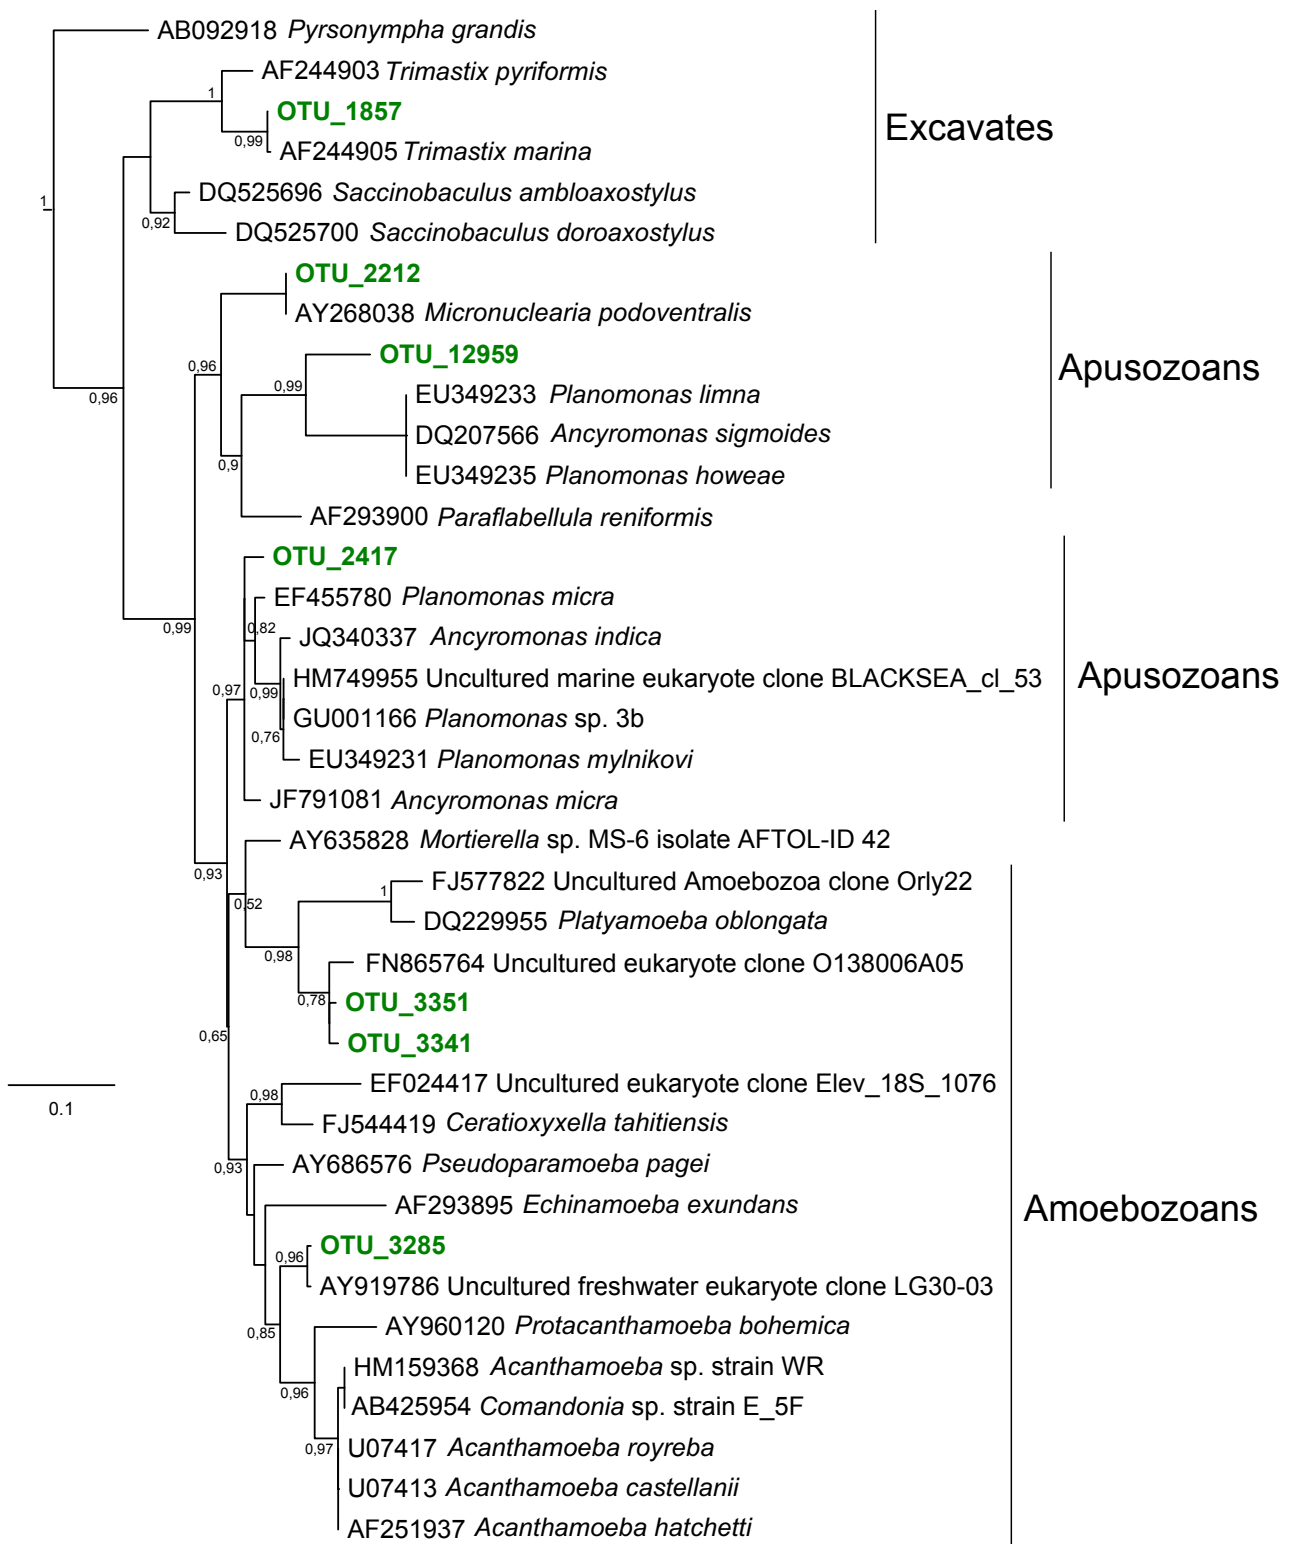 AB092918 Pyrsonympha grandis
AF244903 Trimastix pyriformis
1
OTU_1857
Excavates
0,99
AF244905 Trimastix marina
DQ525696 Saccinobaculus ambloaxostylus
1
0,92
DQ525700 Saccinobaculus doroaxostylus
OTU_2212
AY268038 Micronuclearia podoventralis
OTU_12959
0,96
Apusozoans
0,99
0,96
EU349233 Planomonas limna
DQ207566 Ancyromonas sigmoides
0,9
EU349235 Planomonas howeae
AF293900 Paraflabellula reniformis
OTU_2417
EF455780 Planomonas micra
0,99
0,82
JQ340337 Ancyromonas indica
HM749955 Uncultured marine eukaryote clone BLACKSEA_cl_53
Apusozoans
0,97
0,99
GU001166 Planomonas sp. 3b
0,76
EU349231 Planomonas mylnikovi
JF791081 Ancyromonas micra
AY635828 Mortierella sp. MS-6 isolate AFTOL-ID 42
0,93
FJ577822 Uncultured Amoebozoa clone Orly22
1
0,52
DQ229955 Platyamoeba oblongata
0,98
FN865764 Uncultured eukaryote clone O138006A05
0,78
OTU_3351
0,65
OTU_3341
EF024417 Uncultured eukaryote clone Elev_18S_1076
0,98
0.1
FJ544419 Ceratioxyxella tahitiensis
0,93
AY686576 Pseudoparamoeba pagei
AF293895 Echinamoeba exundans
Amoebozoans
OTU_3285
0,96
AY919786 Uncultured freshwater eukaryote clone LG30-03
0,85
AY960120 Protacanthamoeba bohemica
HM159368 Acanthamoeba sp. strain WR
0,96
AB425954 Comandonia sp. strain E_5F
0,97
U07417 Acanthamoeba royreba
U07413 Acanthamoeba castellanii
AF251937 Acanthamoeba hatchetti